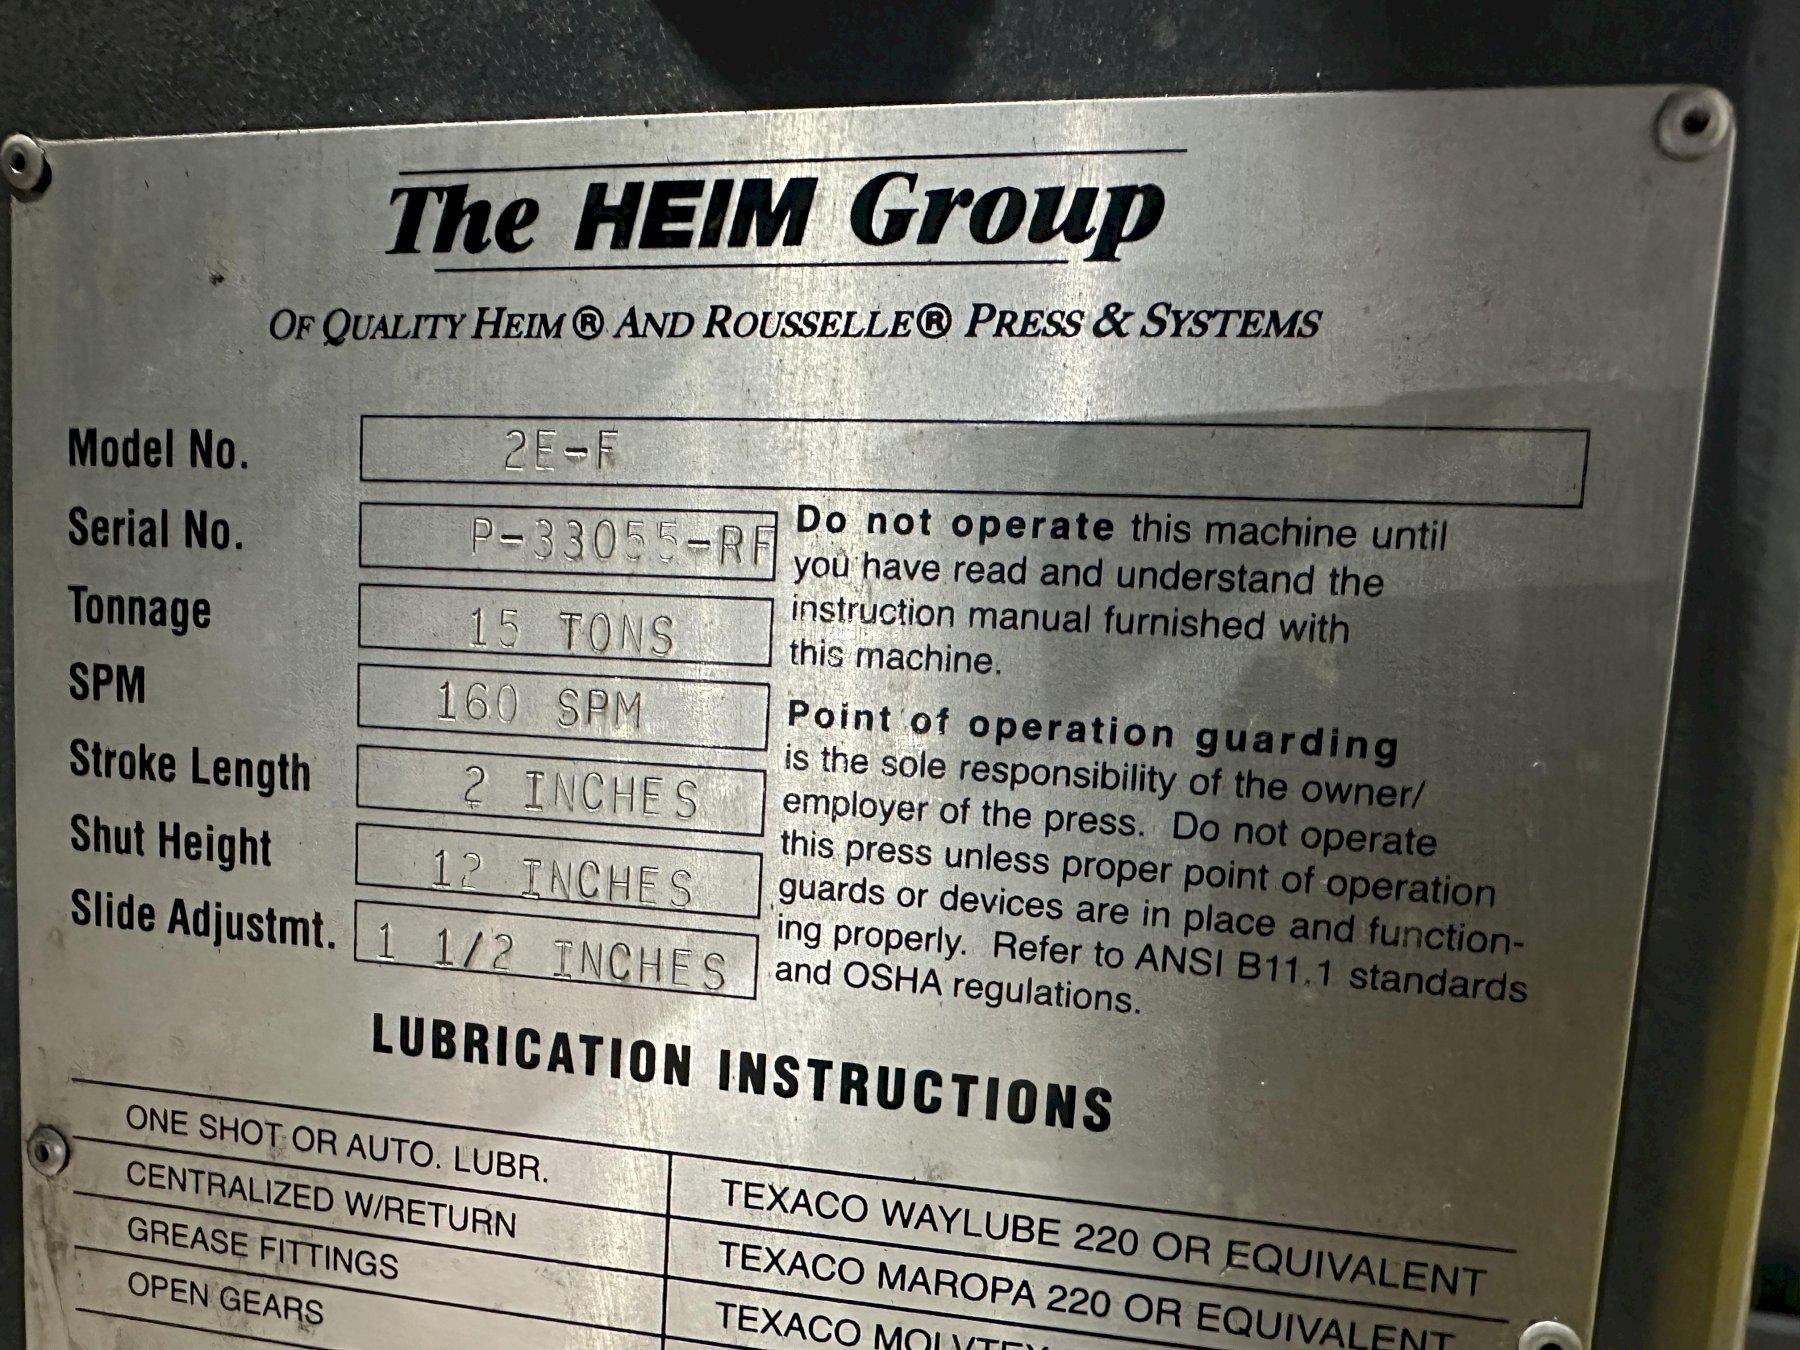 The HEIM Group
OF QUALITY HEIM® AND ROUSSELLE® PRESS & SYSTEMS
Model No. 2E-F
Serial No. P-33055-RF
Tonnage 15 TONS
SPM 160 SPM
Stroke Length 2 INCHES
Shut Height 12 INCHES
Slide Adjustmt. 1 1/2 INCHES
Do not operate this machine until
you have read and understand the
instruction manual furnished with
this machine.
Point of operation guarding
is the sole responsibility of the owner/
employer of the press. Do not operate
this press unless proper point of operation
guards or devices are in place and function-
ing properly. Refer to ANSI B11.1 standards
and OSHA regulations.
LUBRICATION INSTRUCTIONS
ONE SHOT OR AUTO. LUBR. TEXACO WAYLUBE 220 OR EQUIVALENT
CENTRALIZED W/RETURN TEXACO MAROPA 220 OR EQUIVALENT
GREASE FITTINGS TEXACO
OPEN GEARS